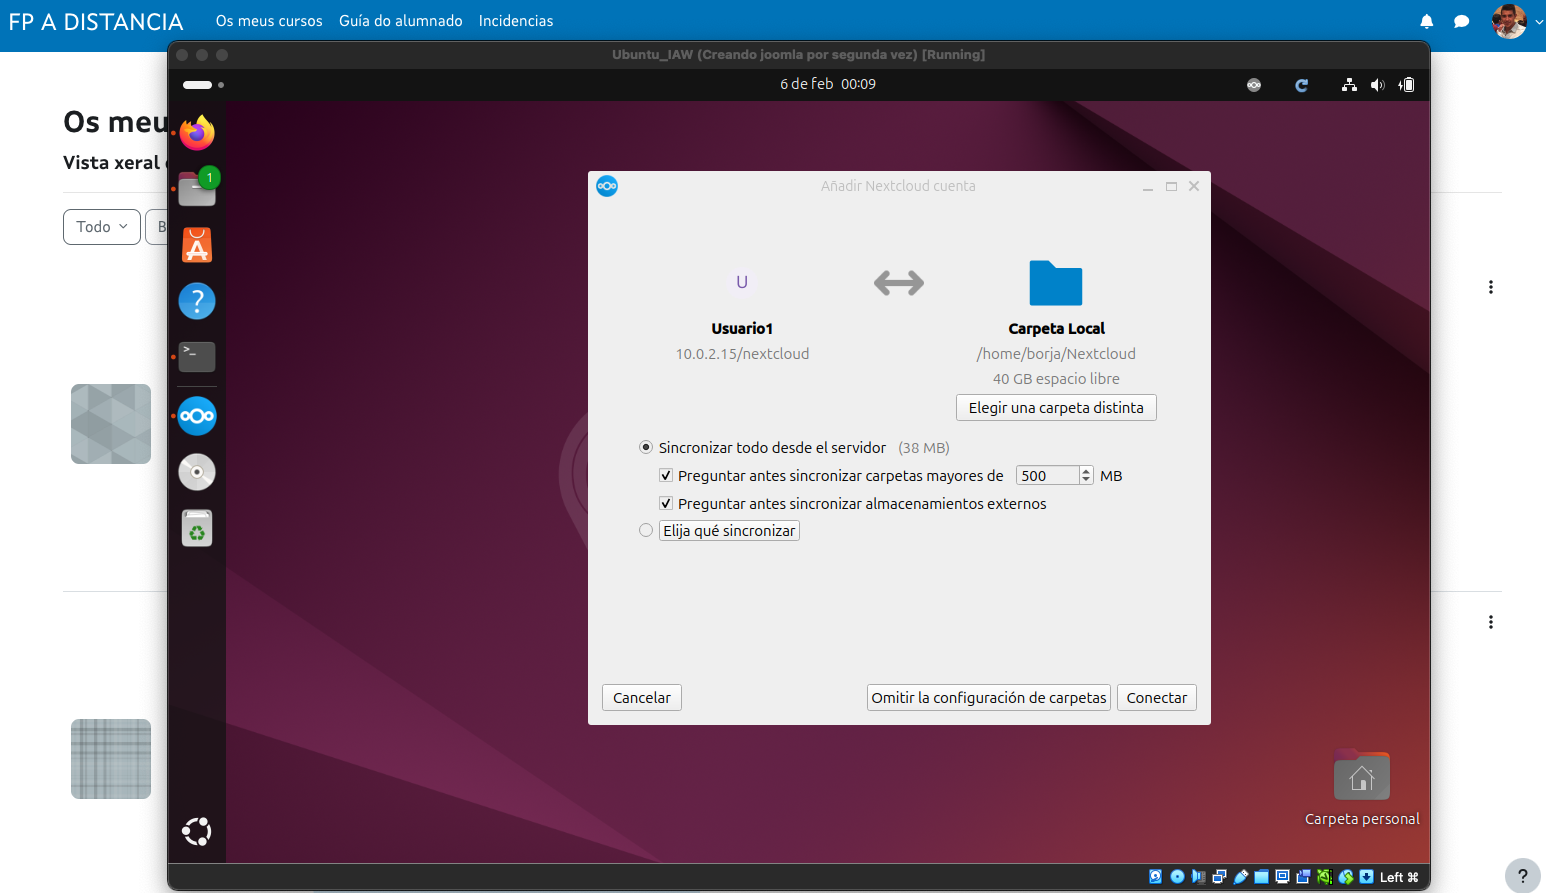 FP A DISTANCIA
Os meus cursos
Guía do alumnado
Incidencias
Ubuntu_IAW (Creando joomla por segunda vez) [Running]
6 de feb 00:09
Os meu
Vista xeral
Todo
B
1
Añadir Nextcloud cuenta
U
Usuario1
10.0.2.15/nextcloud
Carpeta Local
/home/borja/Nextcloud
40 GB espacio libre
Elegir una carpeta distinta
Sincronizar todo desde el servidor (38 MB)
Preguntar antes sincronizar carpetas mayores de 500 MB
Preguntar antes sincronizar almacenamientos externos
Elija qué sincronizar
Cancelar
Omitir la configuración de carpetas
Conectar
Carpeta personal
Left ⌘
?